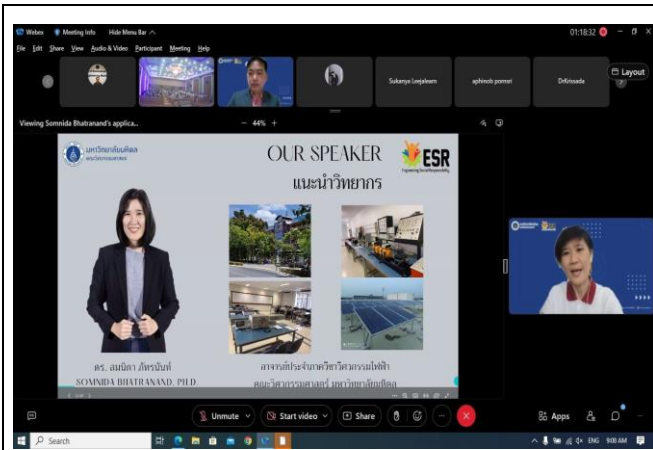 Webex Meeting Info Hide Menu Bar 01:18:32
File Edit Share View Audio & Video Participant Meeting Help
Layout
Sukanya Leejalearn aphinob pomsri DrKrissada
Viewing Somnida Bhatranand's applica... 44%
มหาวิทยาลัยมหิดล
คณะวิศวกรรมศาสตร์
OUR SPEAKER
ESR
Engineering Social Responsibility
แนะนำวิทยากร
ดร. สมนิดา ภัทรนันท์
SOMNIDA BHATRANAND, PH.D.
อาจารย์ประจำภาควิชาวิศวกรรมไฟฟ้า
คณะวิศวกรรมศาสตร์ มหาวิทยาลัยมหิดล
Unmute Start video Share Apps
Search ENG 9:08 AM